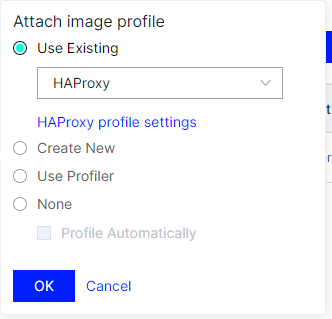 Attach image profile
Use Existing
HAProxy
HAProxy profile settings
Create New
Use Profiler
None
Profile Automatically
OK
Cancel